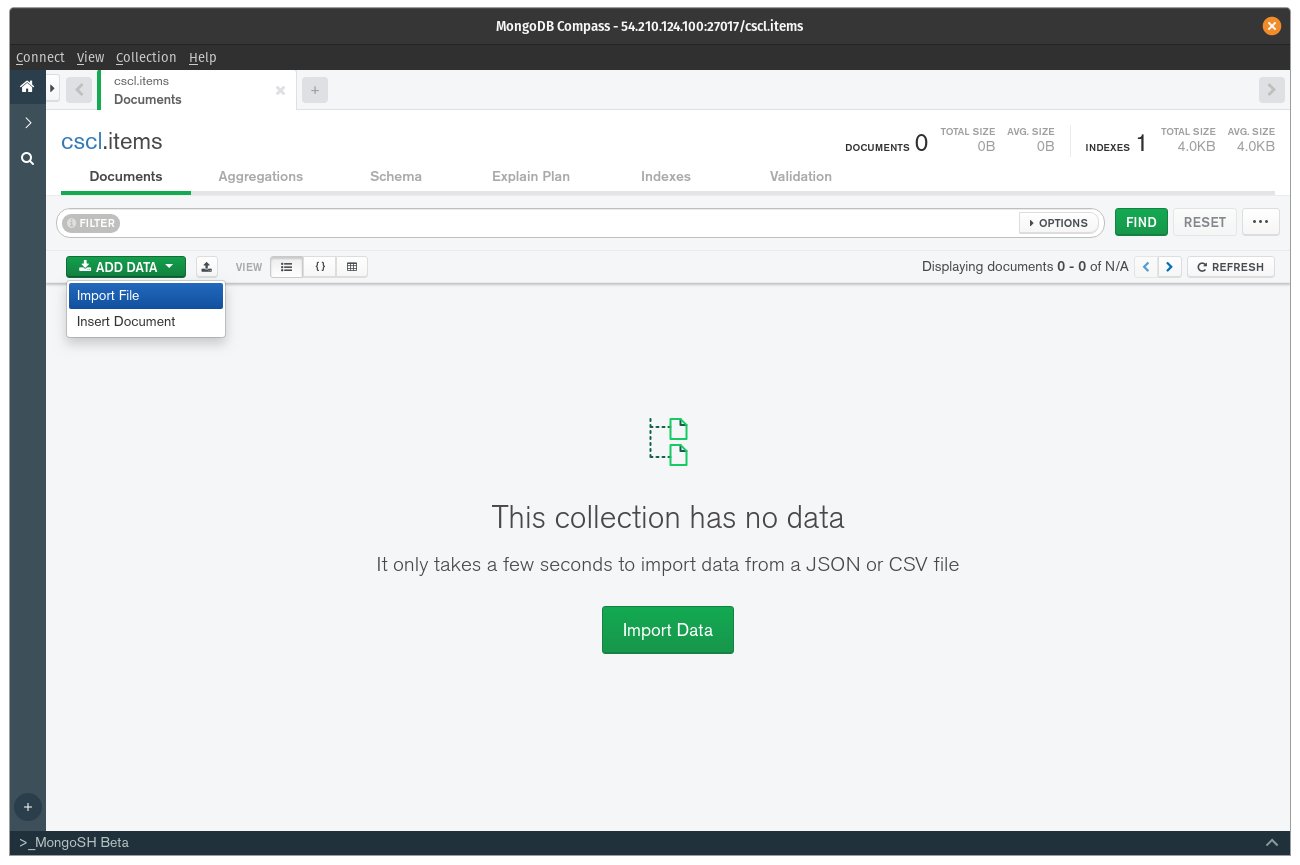 MongoDB Compass - 54.210.124.100:27017/cscl.items
Connect View Collection Help
cscl.items
Documents
+
cscl.items
DOCUMENTS 0 TOTAL SIZE 0B AVG. SIZE 0B INDEXES 1 TOTAL SIZE 4.0KB AVG. SIZE 4.0KB
Documents Aggregations Schema Explain Plan Indexes Validation
FILTER OPTIONS FIND RESET ...
ADD DATA VIEW {} Displaying documents 0 - 0 of N/A < > REFRESH
Import File
Insert Document
This collection has no data
It only takes a few seconds to import data from a JSON or CSV file
Import Data
+
>_MongoSH Beta